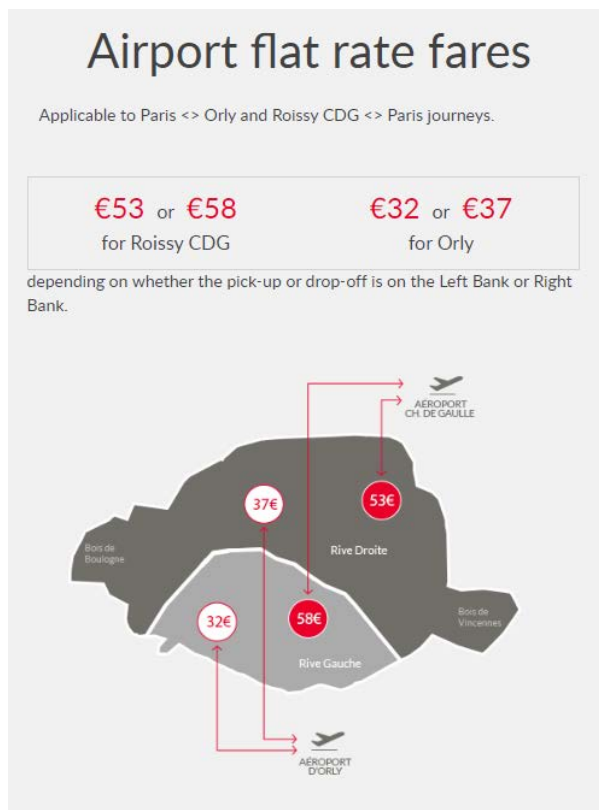 Airport flat rate fares
Applicable to Paris <> Orly and Roissy CDG <> Paris journeys.
€53 or €58
for Roissy CDG
€32 or €37
for Orly
depending on whether the pick-up or drop-off is on the Left Bank or Right
Bank.
AÉROPORT
CH. DE GAULLE
37€
53€
Rive Droite
Bois de
Boulogne
32€
58€
Bois de
Vincennes
Rive Gauche
AÉROPORT
D'ORLY